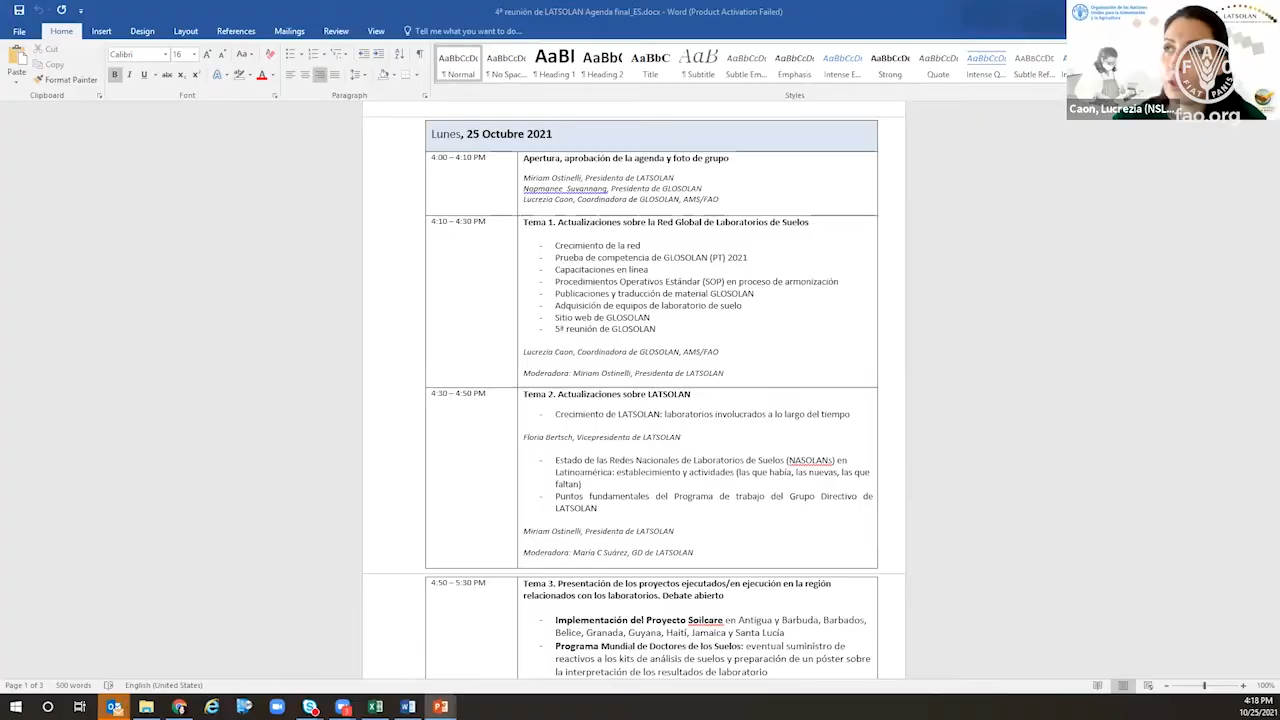 4ª reunión de LATSOLAN Agenda final_ES.docx - Word (Product Activation Failed)
File Home Insert Design Layout References Mailings Review View Tell me what you want to do...
Paste
Cut
Copy
Format Painter
Clipboard
Calibri 16
Font
Paragraph
AaBbCcDc AaBbCcDc AaBl AaBbCc AaBbC AaB AaBbCcDc AaBbCcDc AaBbCcDc AaBbCcDc AaBbCcDc AaBbCcDc AaBbCcDc
¶ Normal ¶ No Spac... ¶ Heading 1 ¶ Heading 2 Title ¶ Subtitle Subtle Em... Emphasis Intense E... Strong Quote Intense Q... Subtle Ref...
Styles
Organización de las Naciones
Unidas para la Alimentación
y la Agricultura
LATSOLAN
FAO
FIAT PANIS
fao.org
Caon, Lucrezia (NSL...
Lunes, 25 Octubre 2021
4:00 – 4:10 PM
Apertura, aprobación de la agenda y foto de grupo
Miriam Ostinelli, Presidenta de LATSOLAN
Nopmanee Suvannang, Presidenta de GLOSOLAN
Lucrezia Caon, Coordinadora de GLOSOLAN, AMS/FAO
4:10 – 4:30 PM
Tema 1. Actualizaciones sobre la Red Global de Laboratorios de Suelos
- Crecimiento de la red
- Prueba de competencia de GLOSOLAN (PT) 2021
- Capacitaciones en línea
- Procedimientos Operativos Estándar (SOP) en proceso de armonización
- Publicaciones y traducción de material GLOSOLAN
- Adquisición de equipos de laboratorio de suelo
- Sitio web de GLOSOLAN
- 5ª reunión de GLOSOLAN
Lucrezia Caon, Coordinadora de GLOSOLAN, AMS/FAO
Moderadora: Miriam Ostinelli, Presidenta de LATSOLAN
4:30 – 4:50 PM
Tema 2. Actualizaciones sobre LATSOLAN
- Crecimiento de LATSOLAN: laboratorios involucrados a lo largo del tiempo
Floria Bertsch, Vicepresidenta de LATSOLAN
- Estado de las Redes Nacionales de Laboratorios de Suelos (NASOLANs) en
Latinoamérica: establecimiento y actividades (las que había, las nuevas, las que
faltan)
- Puntos fundamentales del Programa de trabajo del Grupo Directivo de
LATSOLAN
Miriam Ostinelli, Presidenta de LATSOLAN
Moderadora: María C Suárez, GD de LATSOLAN
4:50 – 5:30 PM
Tema 3. Presentación de los proyectos ejecutados/en ejecución en la región
relacionados con los laboratorios. Debate abierto
- Implementación del Proyecto Soilcare en Antigua y Barbuda, Barbados,
Belice, Granada, Guyana, Haití, Jamaica y Santa Lucía
- Programa Mundial de Doctores de los Suelos: eventual suministro de
reactivos a los kits de análisis de suelos y preparación de un póster sobre
la interpretación de los resultados de laboratorio
Page 1 of 3 500 words English (United States) 100%
4:18 PM
10/25/2021